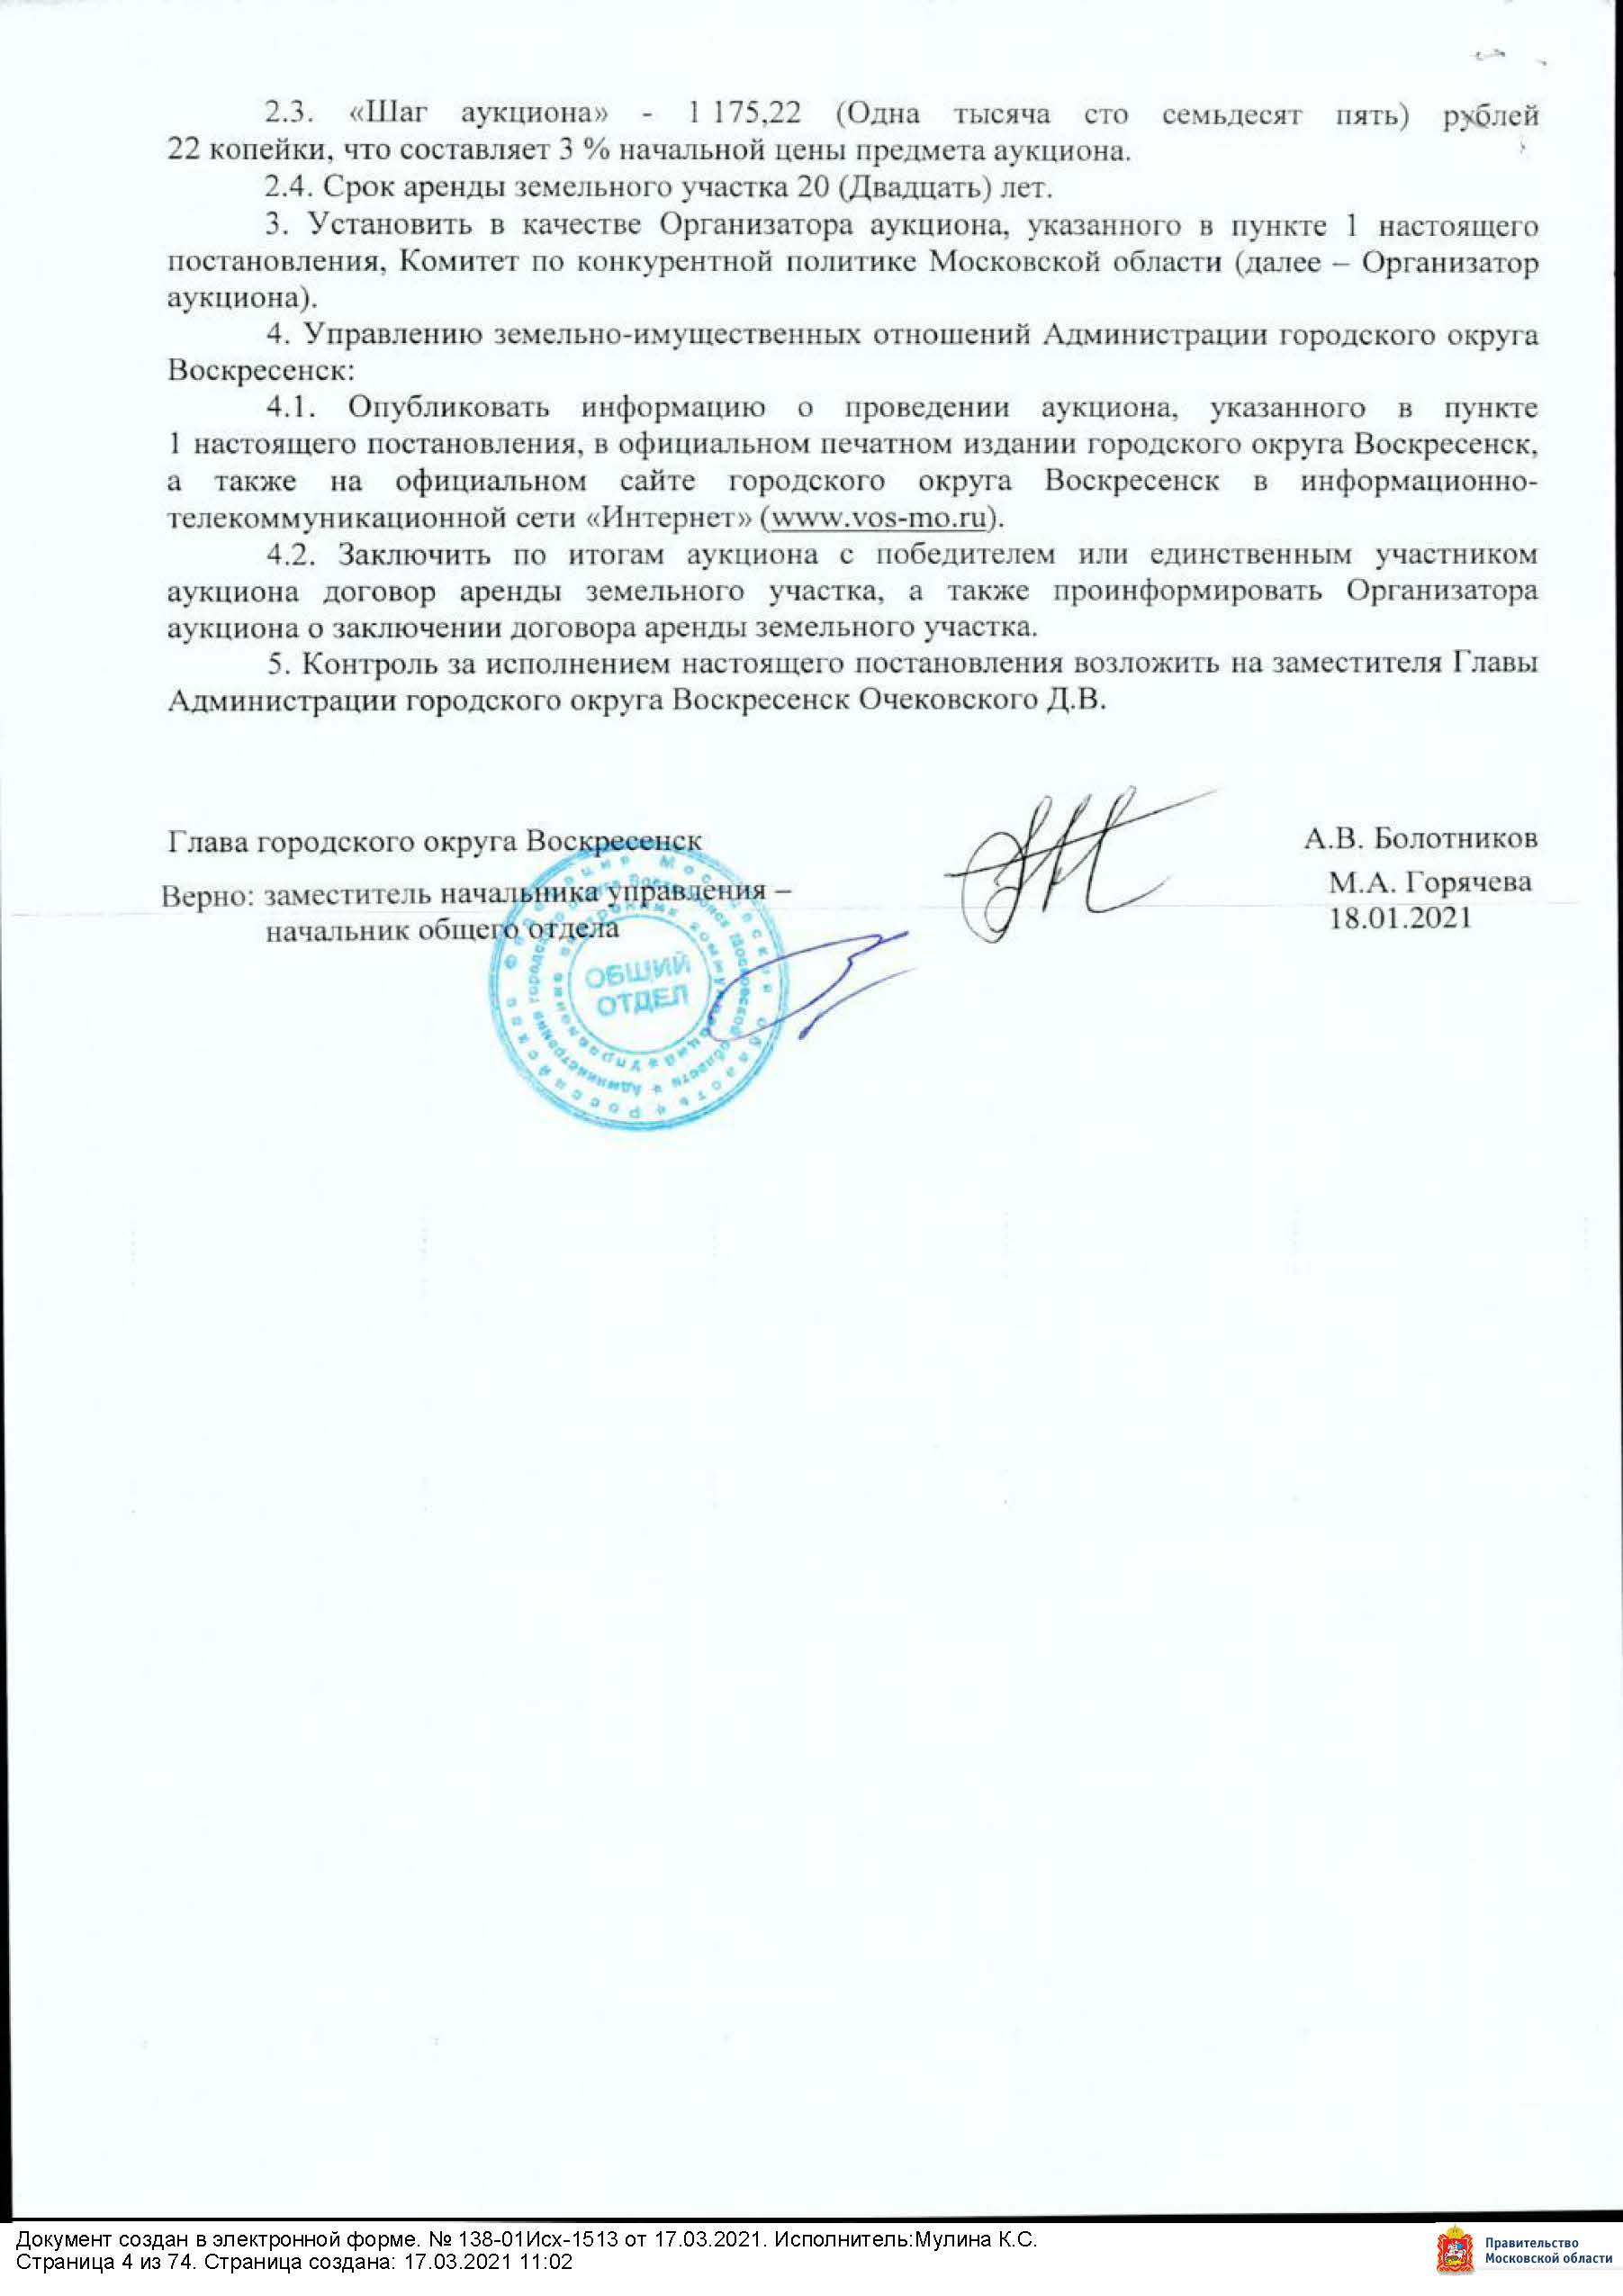 2.3. «Шаг аукциона» - 1 175,22 (Одна тысяча сто семьдесят пять) рублей
22 копейки, что составляет 3 % начальной цены предмета аукциона.
2.4. Срок аренды земельного участка 20 (Двадцать) лет.
3. Установить в качестве Организатора аукциона, указанного в пункте 1 настоящего
постановления, Комитет по конкурентной политике Московской области (далее – Организатор
аукциона).
4. Управлению земельно-имущественных отношений Администрации городского округа
Воскресенск:
4.1. Опубликовать информацию о проведении аукциона, указанного в пункте
1 настоящего постановления, в официальном печатном издании городского округа Воскресенск,
а также на официальном сайте городского округа Воскресенск в информационно-
телекоммуникационной сети «Интернет» (www.vos-mo.ru).
4.2. Заключить по итогам аукциона с победителем или единственным участником
аукциона договор аренды земельного участка, а также проинформировать Организатора
аукциона о заключении договора аренды земельного участка.
5. Контроль за исполнением настоящего постановления возложить на заместителя Главы
Администрации городского округа Воскресенск Очековского Д.В.
Глава городского округа Воскресенск
А.В. Болотников
Верно: заместитель начальника управления –
М.А. Горячева
начальник общего отдела
18.01.2021
ОБЩИЙ
ОТДЕЛ
Российская Федерация * Московская область *
Документ создан в электронной форме. № 138-01Исх-1513 от 17.03.2021. Исполнитель:Мулина К.С.
Страница 4 из 74. Страница создана: 17.03.2021 11:02
Правительство
Московской области